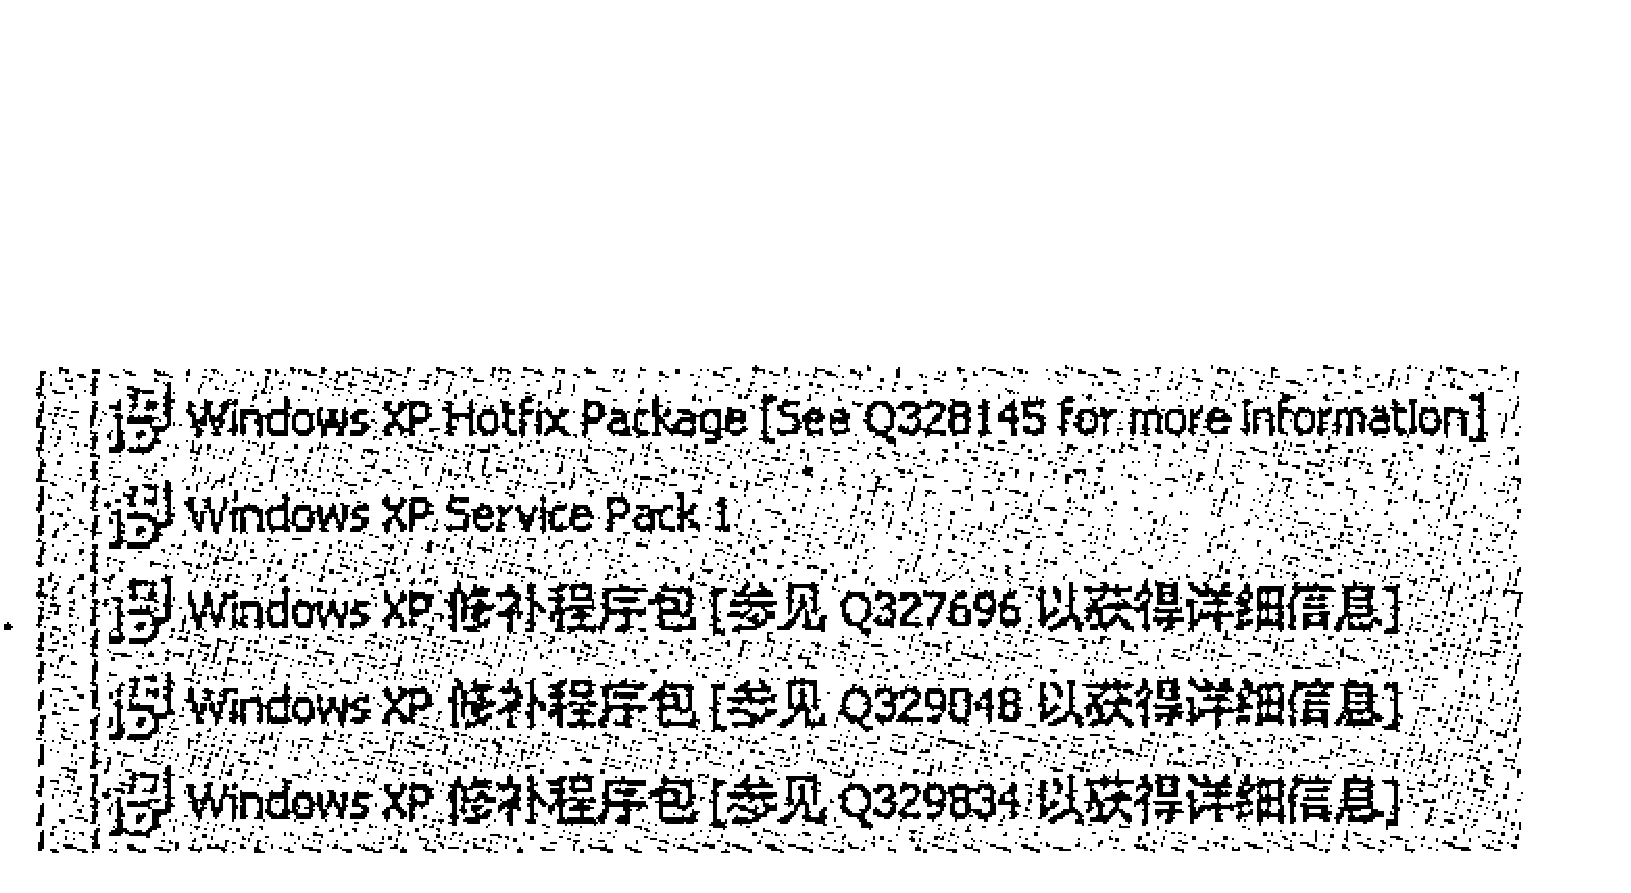 Windows XP Hotfix Package [See Q328145 for more information]
Windows XP Service Pack 1
Windows XP 修补程序包 [参见 Q327696 以获得详细信息]
Windows XP 修补程序包 [参见 Q329048 以获得详细信息]
Windows XP 修补程序包 [参见 Q329834 以获得详细信息]